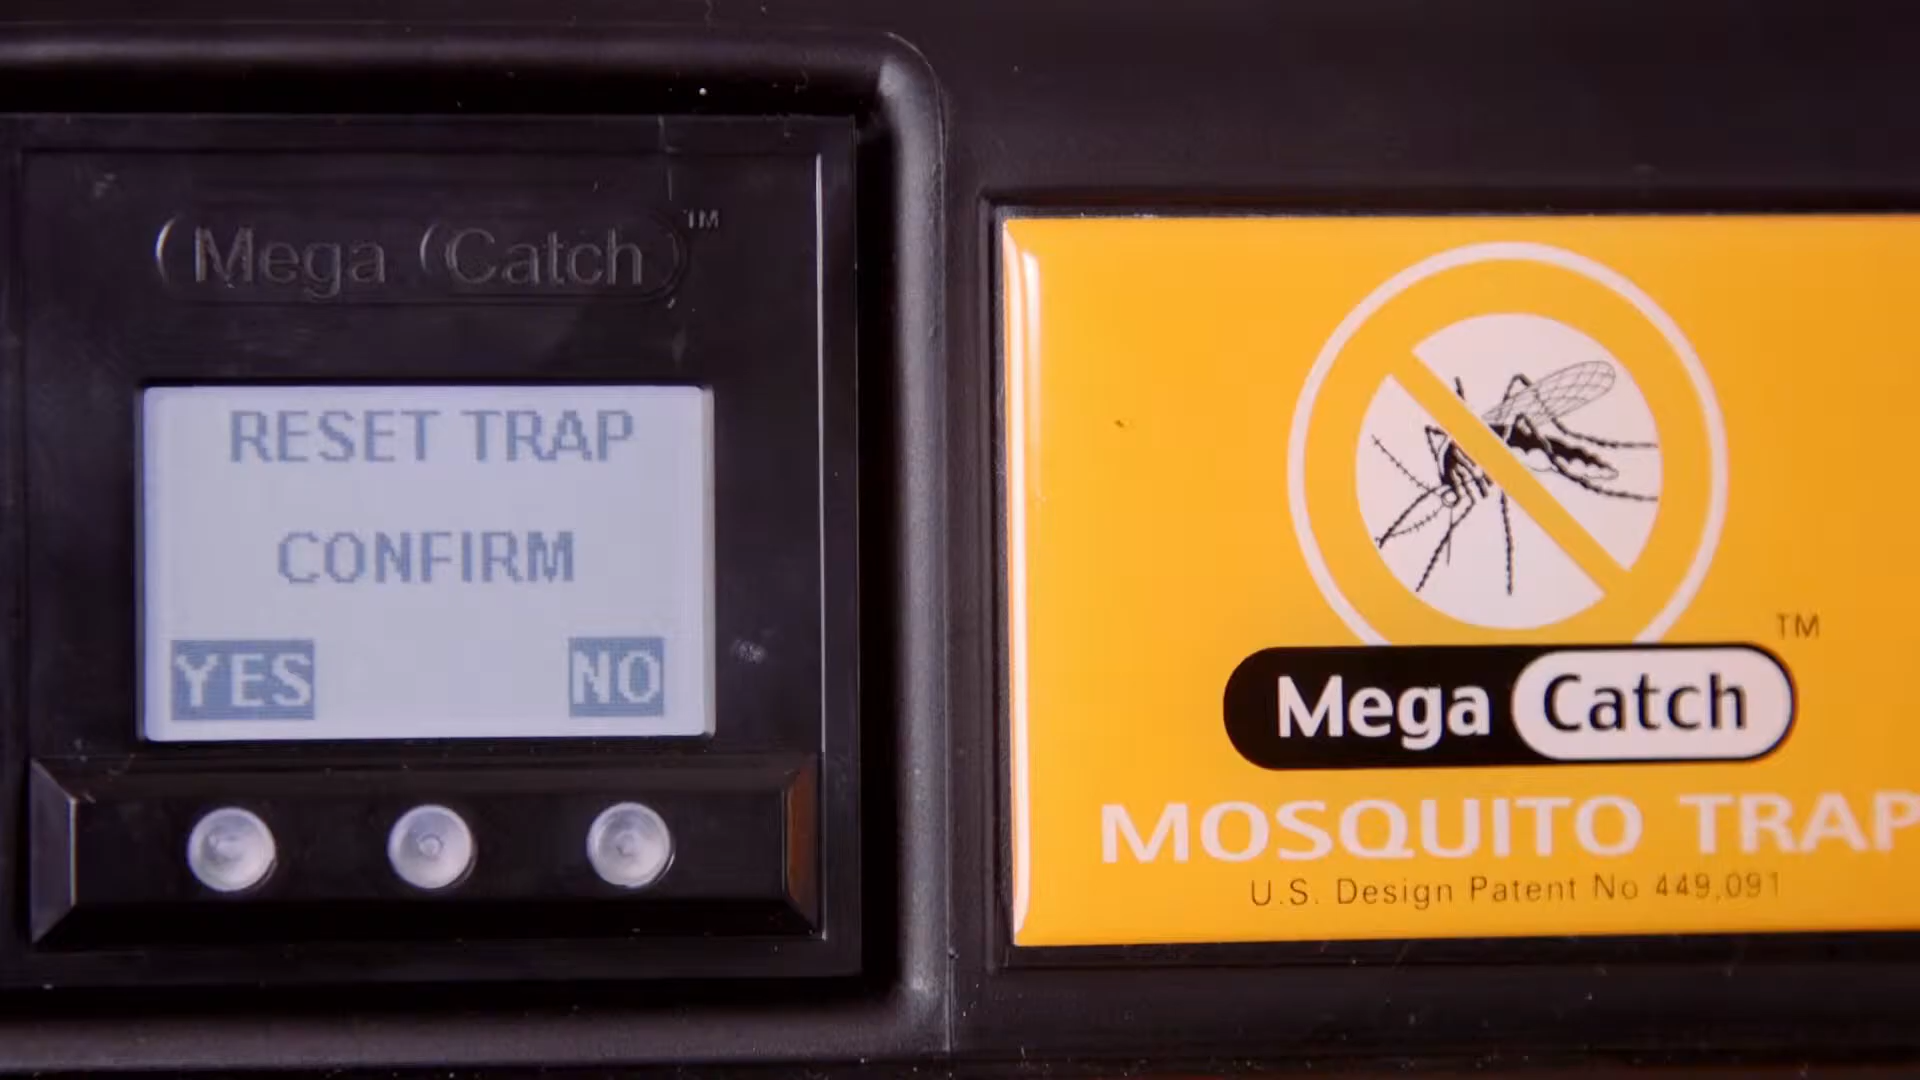 Mega Catch™
RESET TRAP
CONFIRM
YES NO
TM
Mega Catch
MOSQUITO TRAP
U.S. Design Patent No 449,091